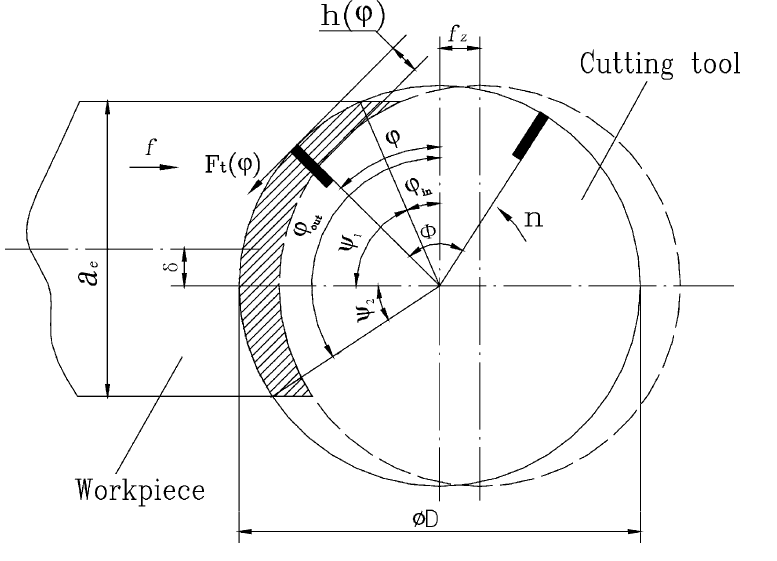 h(φ)
f_z
Cutting tool
f
F_t(φ)
φ
φ_in
φ_out
ψ_1
Φ
n
δ
a_e
ψ_2
Workpiece
øD